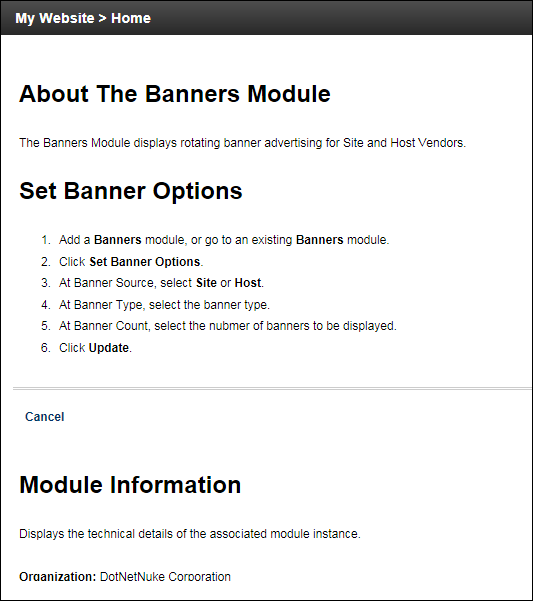 My Website > Home
About The Banners Module
The Banners Module displays rotating banner advertising for Site and Host Vendors.
Set Banner Options
1. Add a Banners module, or go to an existing Banners module.
2. Click Set Banner Options.
3. At Banner Source, select Site or Host.
4. At Banner Type, select the banner type.
5. At Banner Count, select the nubmer of banners to be displayed.
6. Click Update.
Cancel
Module Information
Displays the technical details of the associated module instance.
Organization: DotNetNuke Corporation